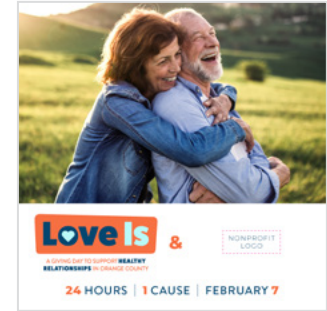 Love Is
A GIVING DAY TO SUPPORT HEALTHY
RELATIONSHIPS IN ORANGE COUNTY
&
NONPROFIT
LOGO
24 HOURS | 1 CAUSE | FEBRUARY 7